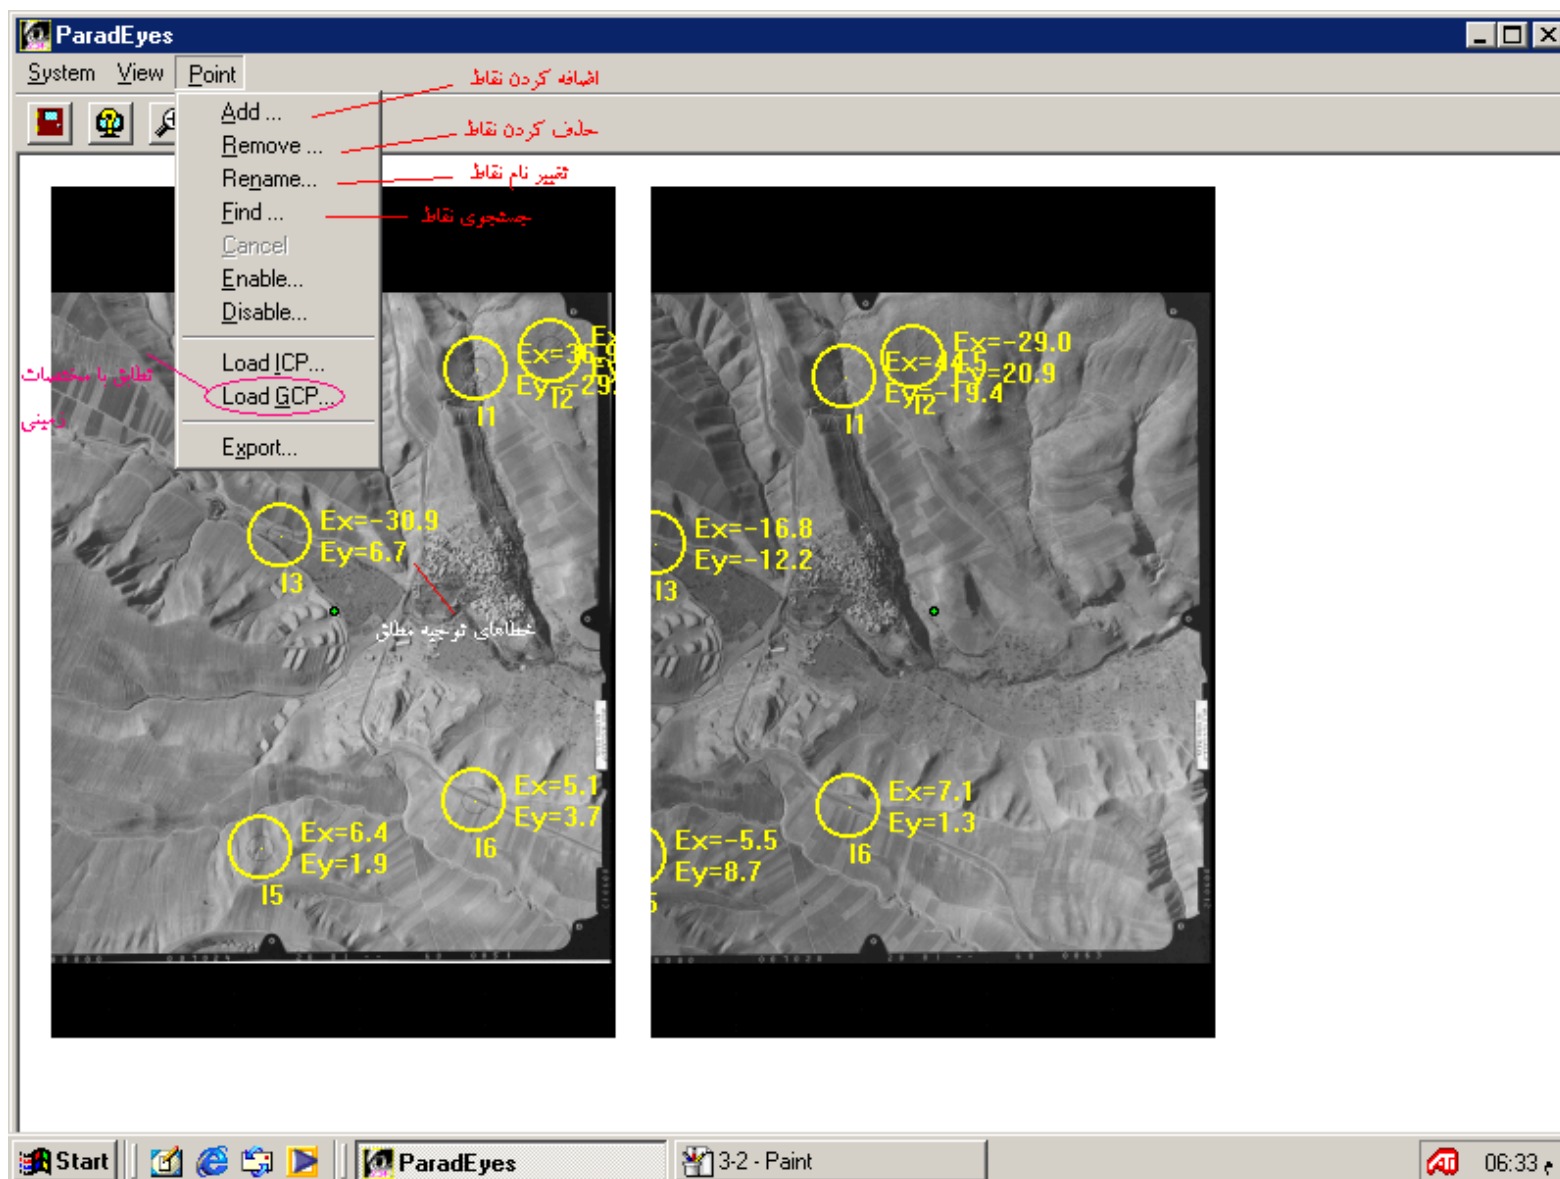 ParadEyes
System View Point
اضافه کردن نقاط
Add ...
حذف کردن نقاط
Remove ...
تغییر نام نقاط
Rename...
جستجوی نقاط
Find ...
Cancel
Enable...
Disable...
Load ICP...
تطابق با مختصات
زمینی
Load GCP...
Export...
I1
I2
Ex=-30.9
Ey=6.7
I3
خطاهای توجیه مطلق
Ex=5.1
Ey=3.7
I6
Ex=6.4
Ey=1.9
I5
Ex=-29.0
Ey=20.9
Ex=44.5
Ey=-19.4
I1
I2
Ex=-16.8
Ey=-12.2
I3
Ex=7.1
Ey=1.3
I6
Ex=-5.5
Ey=8.7
Start
ParadEyes
3-2 - Paint
ATI
06:33 م